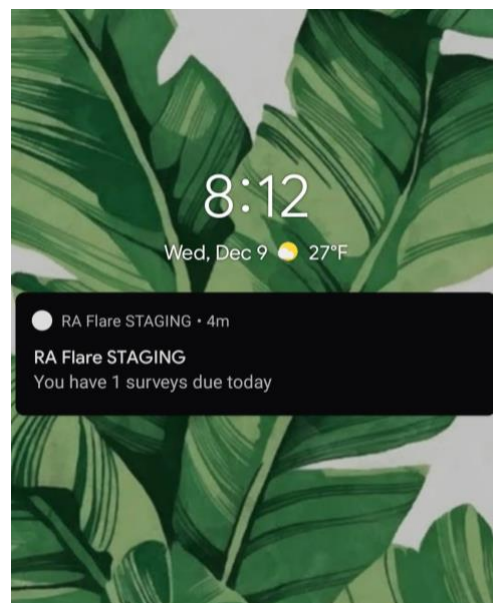 8:12
Wed, Dec 9 27°F
RA Flare STAGING • 4m
RA Flare STAGING
You have 1 surveys due today